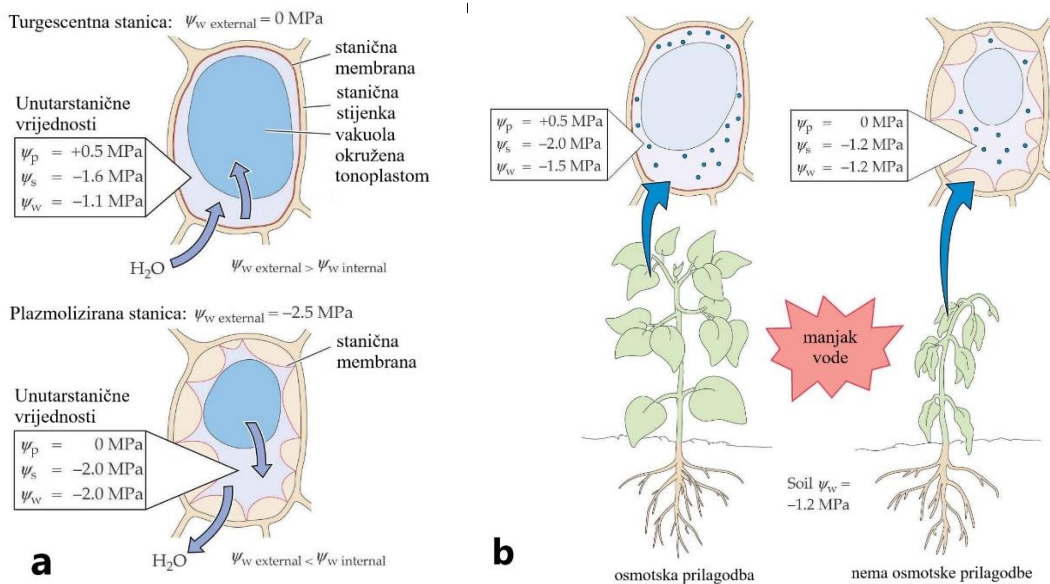 Turgescentna stanica: ψw external = 0 MPa
stanična
membrana
stanična
stijenka
vakuola
okružena
tonoplastom
Unutarstanične
vrijednosti
ψp = +0.5 MPa
ψs = −1.6 MPa
ψw = −1.1 MPa
H₂O
ψw external > ψw internal
Plazmolizirana stanica: ψw external = −2.5 MPa
stanična
membrana
Unutarstanične
vrijednosti
ψp = 0 MPa
ψs = −2.0 MPa
ψw = −2.0 MPa
H₂O
ψw external < ψw internal
a
ψp = +0.5 MPa
ψs = −2.0 MPa
ψw = −1.5 MPa
ψp = 0 MPa
ψs = −1.2 MPa
ψw = −1.2 MPa
manjak
vode
Soil ψw =
−1.2 MPa
b
osmotska prilagodba
nema osmotske prilagodbe